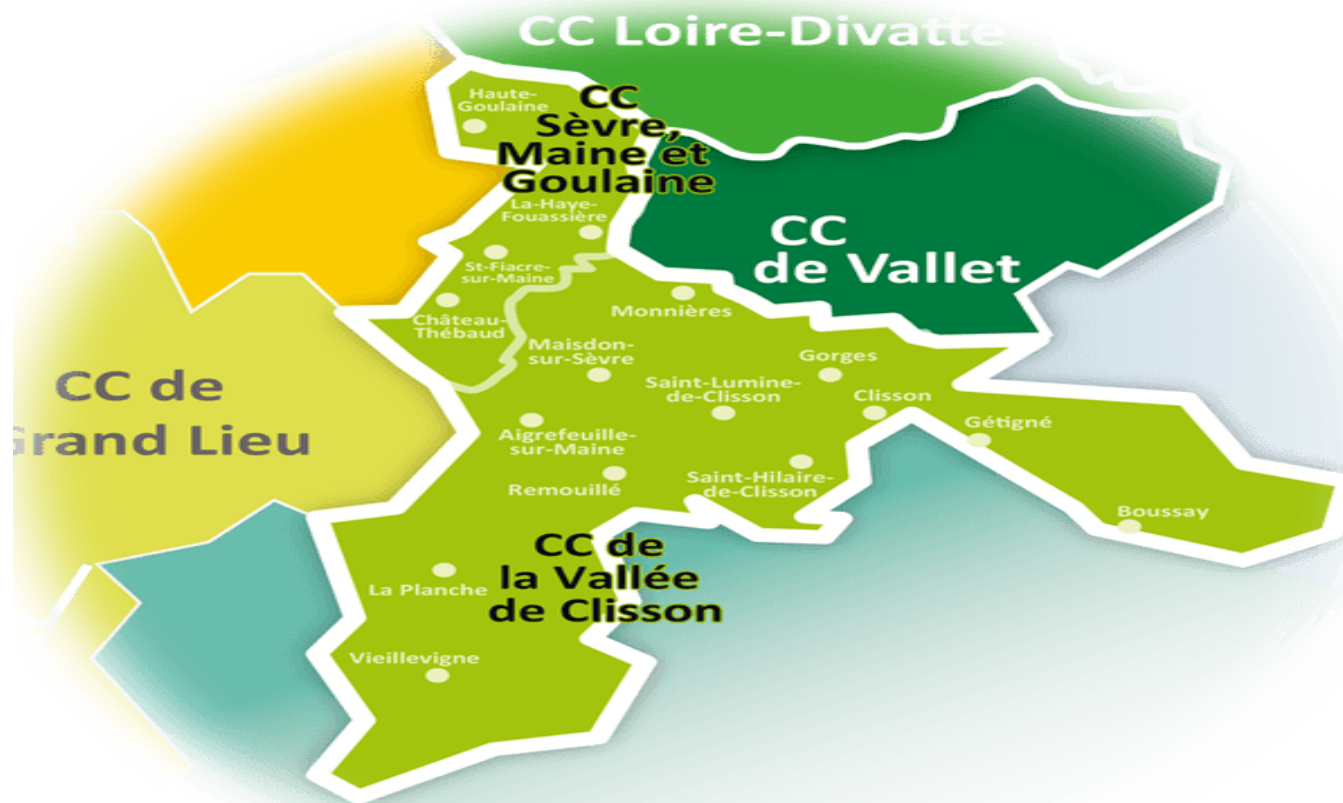 CC Loire-Divatte
Haute-
Goulaine
CC
Sèvre,
Maine et
Goulaine
La-Haye-
Fouassière
CC
de Vallet
St-Fiacre-
sur-Maine
Château-
Thébaud
Monnières
Maisdon-
sur-Sèvre
Gorges
CC de
Grand Lieu
Saint-Lumine-
de-Clisson
Clisson
Gétigné
Aigrefeuille-
sur-Maine
Remouillé
Saint-Hilaire-
de-Clisson
Boussay
CC de
la Vallée
de Clisson
La Planche
Vieillevigne